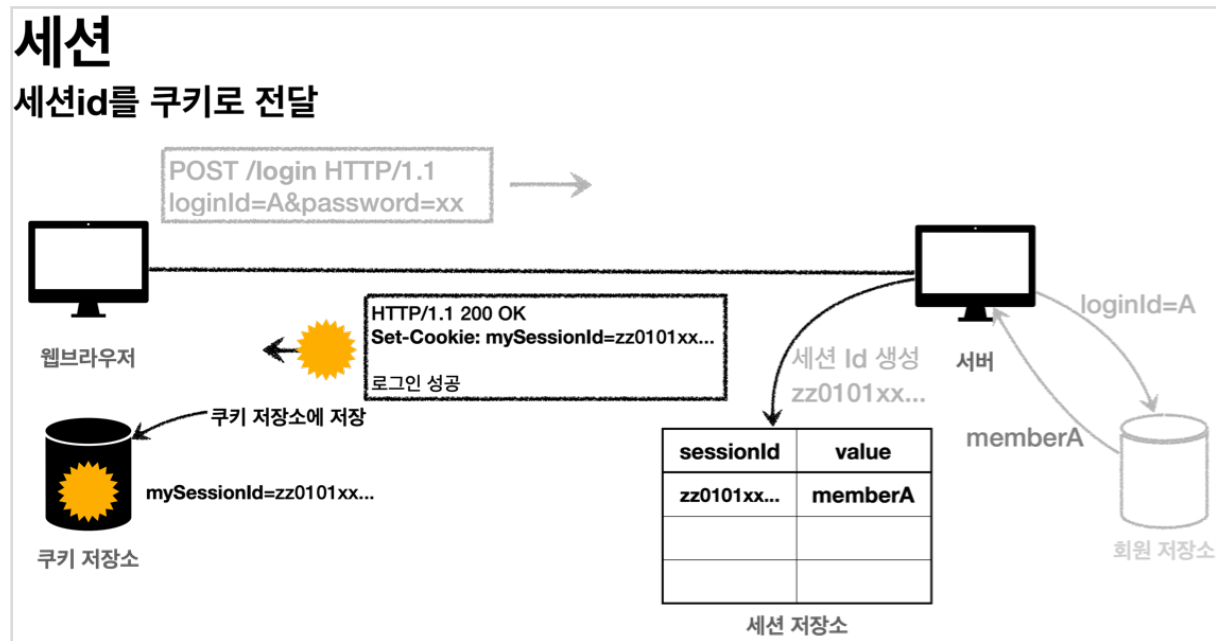 세션
세션id를 쿠키로 전달
POST /login HTTP/1.1
loginId=A&password=xx
웹브라우저
HTTP/1.1 200 OK
Set-Cookie: mySessionId=zz0101xx...
로그인 성공
쿠키 저장소에 저장
mySessionId=zz0101xx...
쿠키 저장소
세션 Id 생성
zz0101xx...
서버
loginId=A
memberA
회원 저장소
sessionId value
zz0101xx... memberA
세션 저장소